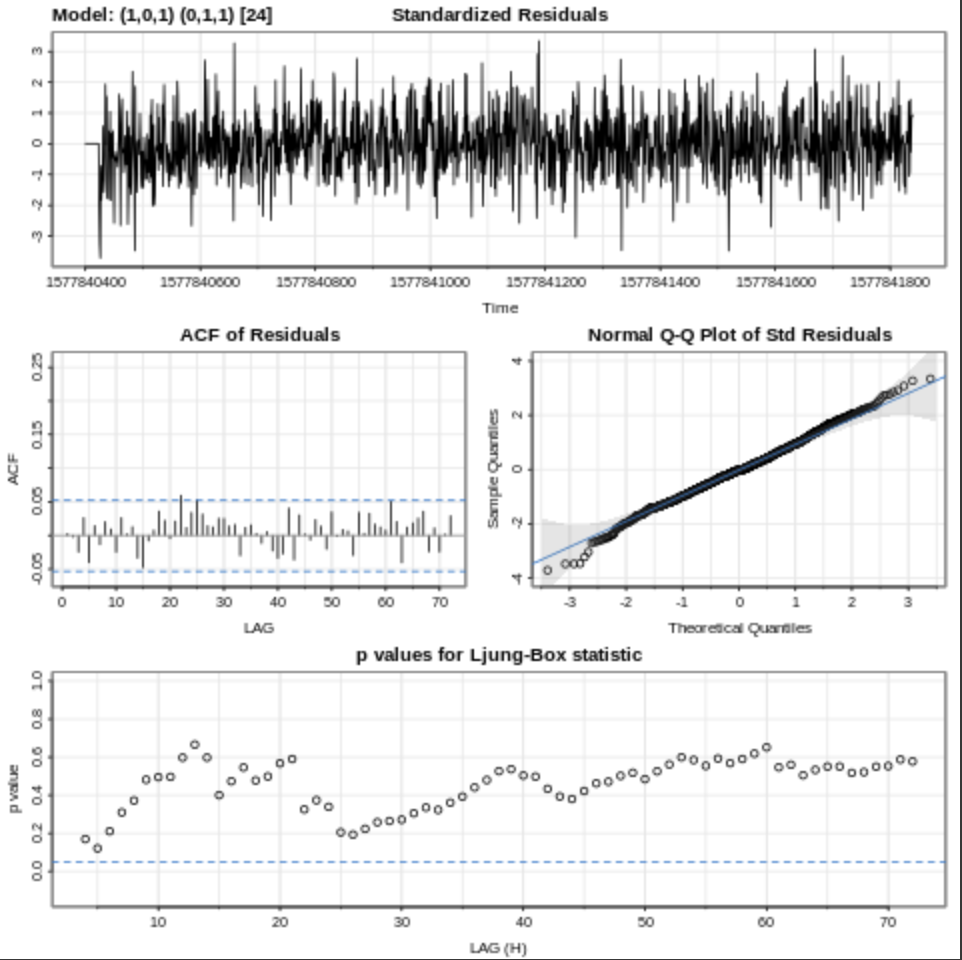 Model: (1,0,1) (0,1,1) [24]
Standardized Residuals
3
2
1
0
-1
-2
-3
1577840400 1577840600 1577840800 1577841000 1577841200 1577841400 1577841600 1577841800
Time
ACF of Residuals
ACF
0.25
0.15
0.05
-0.05
0 10 20 30 40 50 60 70
LAG
Normal Q-Q Plot of Std Residuals
Sample Quantiles
4
2
0
-2
-4
-3 -2 -1 0 1 2 3
Theoretical Quantiles
p values for Ljung-Box statistic
p value
1.0
0.8
0.6
0.4
0.2
0.0
10 20 30 40 50 60 70
LAG (H)